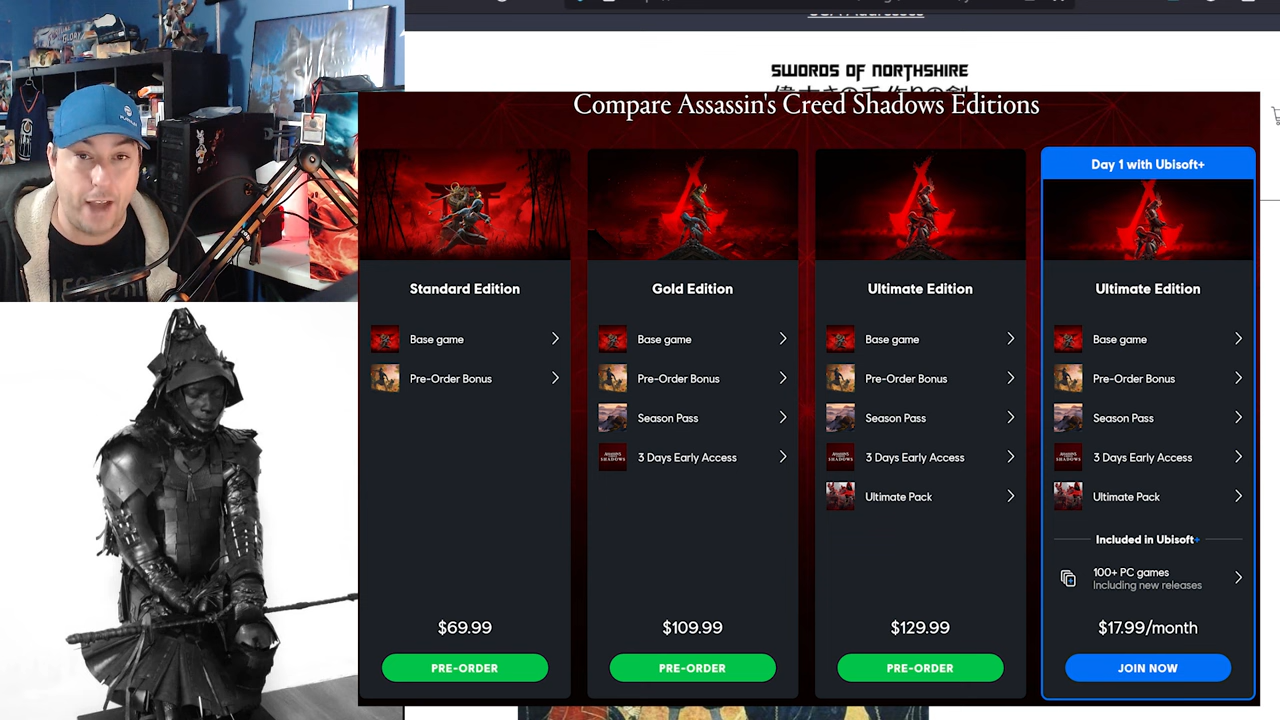 SWORDS OF NORTHSHIRE
Compare Assassin's Creed Shadows Editions
Standard Edition
Base game
Pre-Order Bonus
$69.99
PRE-ORDER
Gold Edition
Base game
Pre-Order Bonus
Season Pass
3 Days Early Access
$109.99
PRE-ORDER
Ultimate Edition
Base game
Pre-Order Bonus
Season Pass
3 Days Early Access
Ultimate Pack
$129.99
PRE-ORDER
Day 1 with Ubisoft+
Ultimate Edition
Base game
Pre-Order Bonus
Season Pass
3 Days Early Access
Ultimate Pack
Included in Ubisoft+
100+ PC games
Including new releases
$17.99/month
JOIN NOW